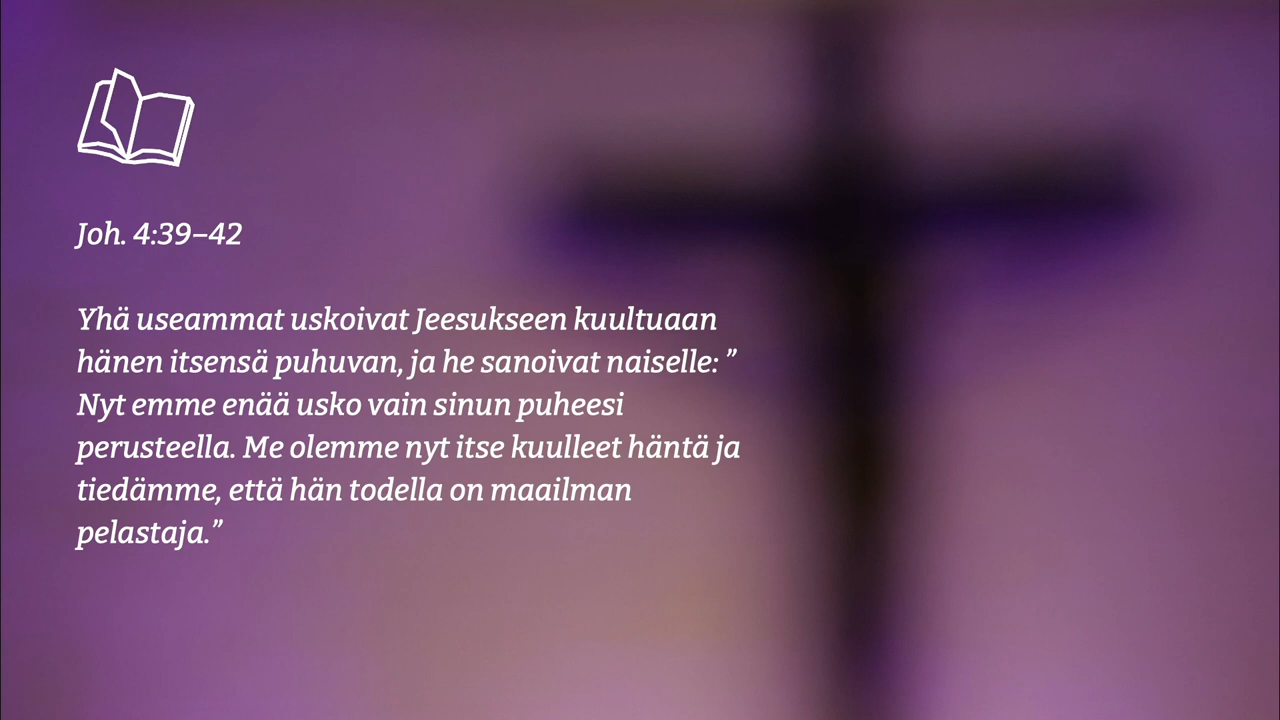 Joh. 4:39–42
Yhä useammat uskoivat Jeesukseen kuultuaan
hänen itsensä puhuvan, ja he sanoivat naiselle: ”
Nyt emme enää usko vain sinun puheesi
perusteella. Me olemme nyt itse kuulleet häntä ja
tiedämme, että hän todella on maailman
pelastaja.”